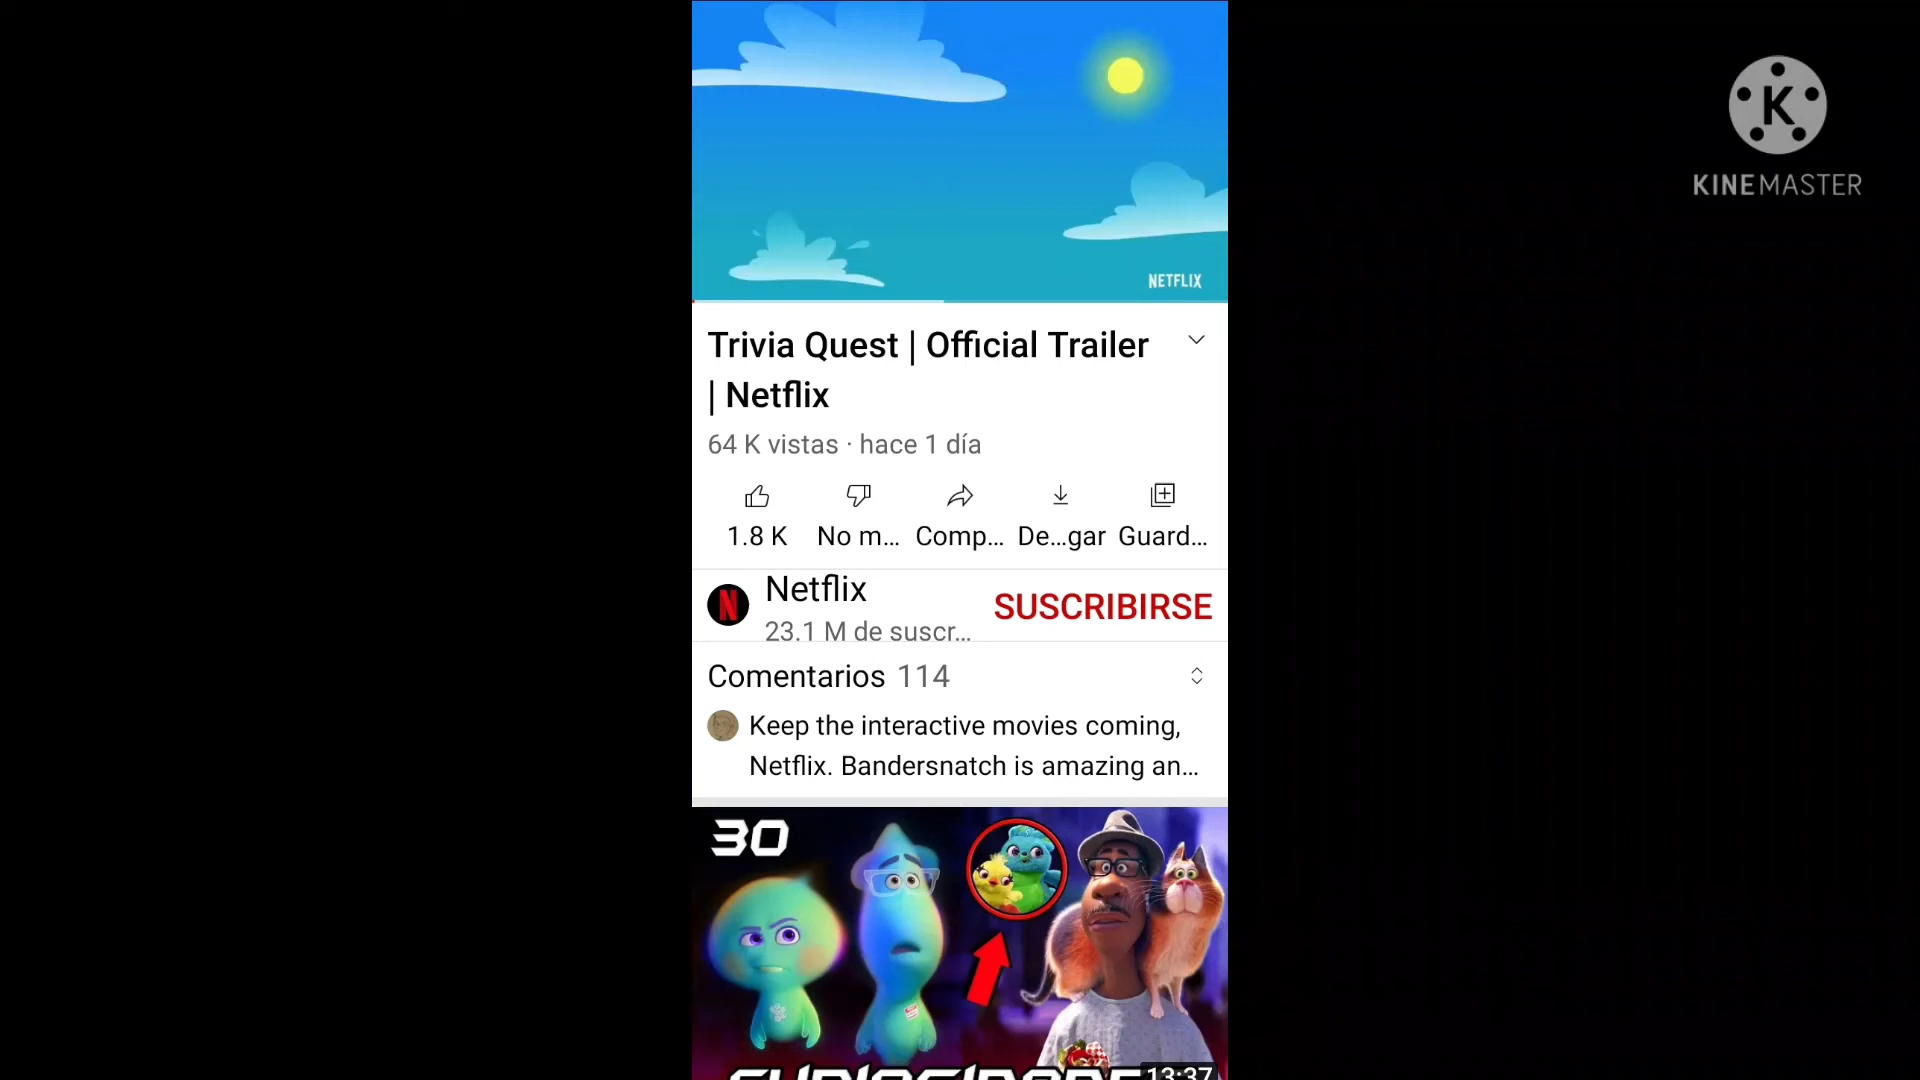 K
KINEMASTER
NETFLIX
Trivia Quest | Official Trailer
| Netflix
64 K vistas · hace 1 día
1.8 K No m... Comp... De...gar Guard...
N
Netflix
SUSCRIBIRSE
23.1 M de suscr...
Comentarios 114
Keep the interactive movies coming,
Netflix. Bandersnatch is amazing an...
30
13:37